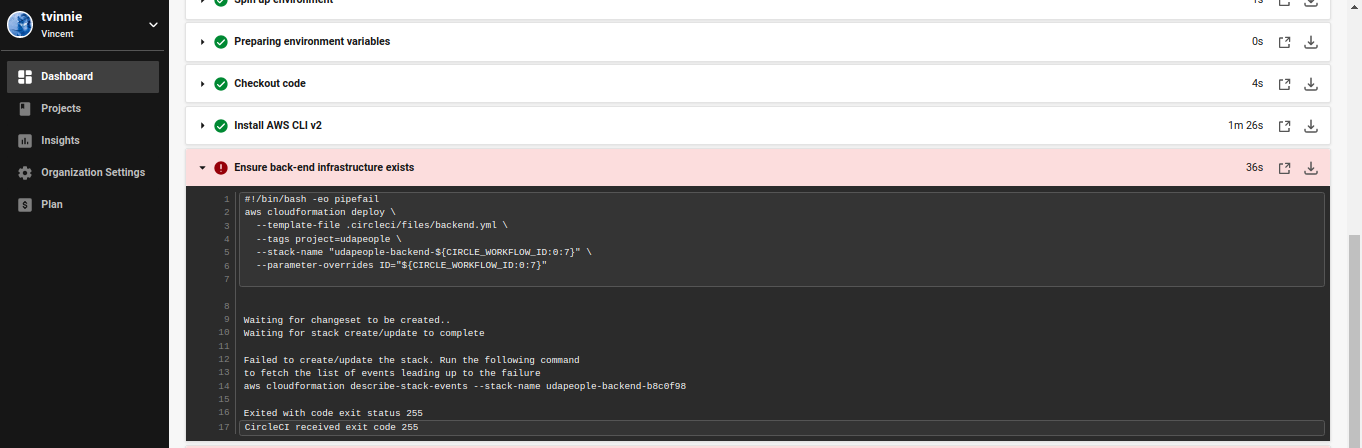 tvinnie
Vincent
Dashboard
Projects
Insights
Organization Settings
Plan
Spin up environment 1s
Preparing environment variables 0s
Checkout code 4s
Install AWS CLI v2 1m 26s
Ensure back-end infrastructure exists 36s
1 #!/bin/bash -eo pipefail
2 aws cloudformation deploy \
3 --template-file .circleci/files/backend.yml \
4 --tags project=udapeople \
5 --stack-name "udapeople-backend-${CIRCLE_WORKFLOW_ID:0:7}" \
6 --parameter-overrides ID="${CIRCLE_WORKFLOW_ID:0:7}"
7
8
9 Waiting for changeset to be created..
10 Waiting for stack create/update to complete
11
12 Failed to create/update the stack. Run the following command
13 to fetch the list of events leading up to the failure
14 aws cloudformation describe-stack-events --stack-name udapeople-backend-b8c0f98
15
16 Exited with code exit status 255
17 CircleCI received exit code 255